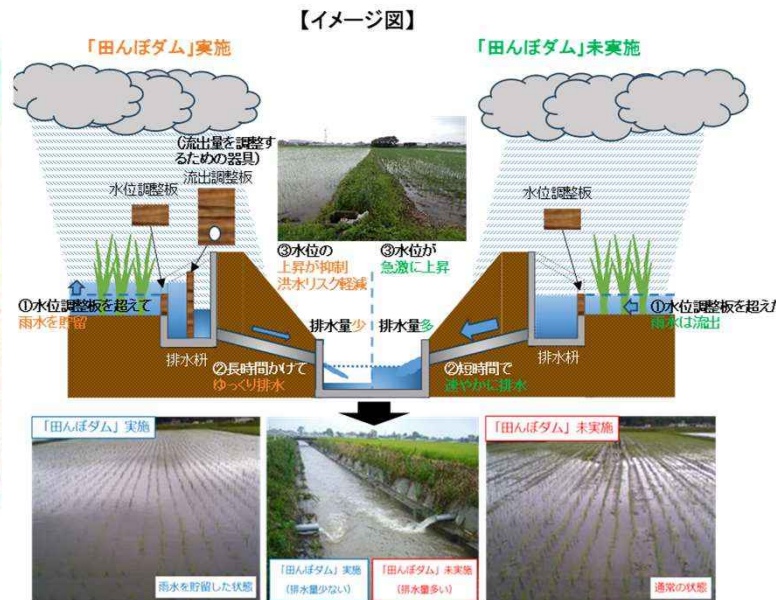 【イメージ図】
「田んぼダム」実施
「田んぼダム」未実施
(流出量を調整す
るための器具)
流出調整板
水位調整板
水位調整板
③水位の
上昇が抑制
洪水リスク軽減
③水位が
急激に上昇
①水位調整板を超えて
雨水を貯留
①水位調整板を超えた
雨水は流出
排水量少
排水量多
排水桝
排水桝
②長時間かけて
ゆっくり排水
②短時間で
速やかに排水
「田んぼダム」実施
雨水を貯留した状態
「田んぼダム」実施
(排水量少ない)
「田んぼダム」未実施
(排水量多い)
「田んぼダム」未実施
通常の状態